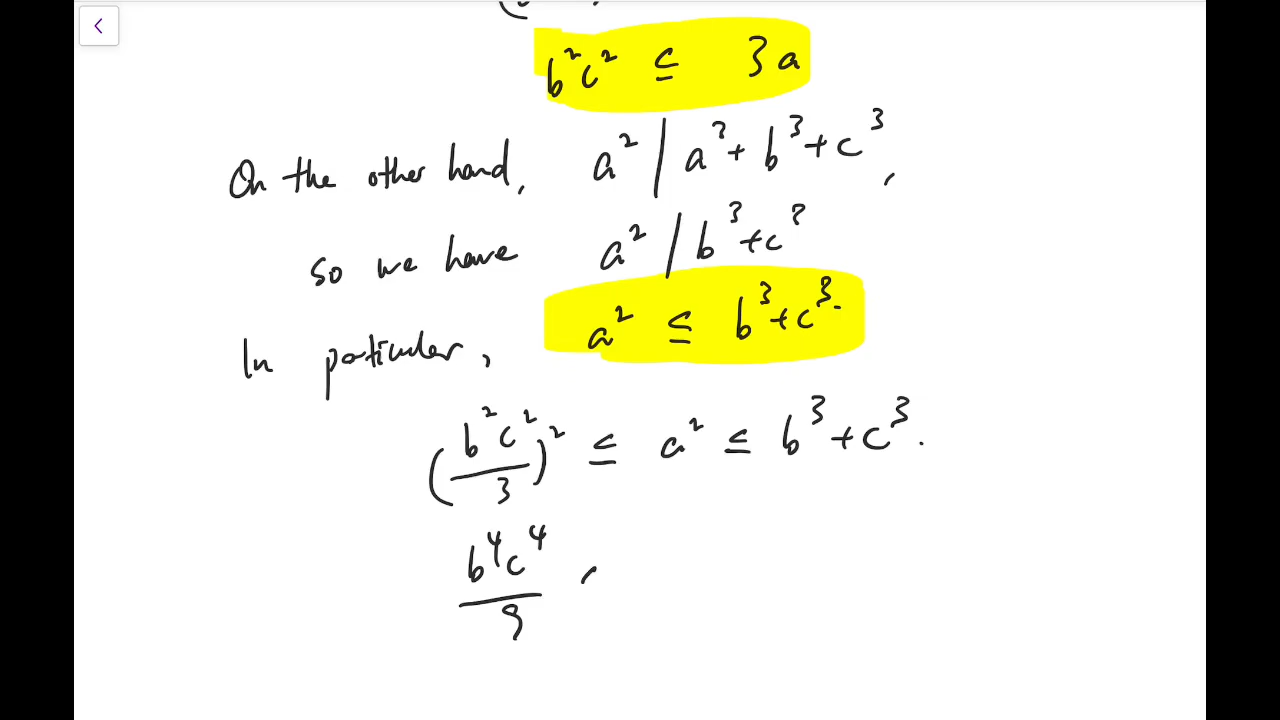 b²c² ≤ 3a
On the other hand, a² | a³+b³+c³,
so we have a² | b³+c³
In particular, a² ≤ b³+c³.
(b²c²/3)² ≤ a² ≤ b³+c³.
b⁴c⁴/9